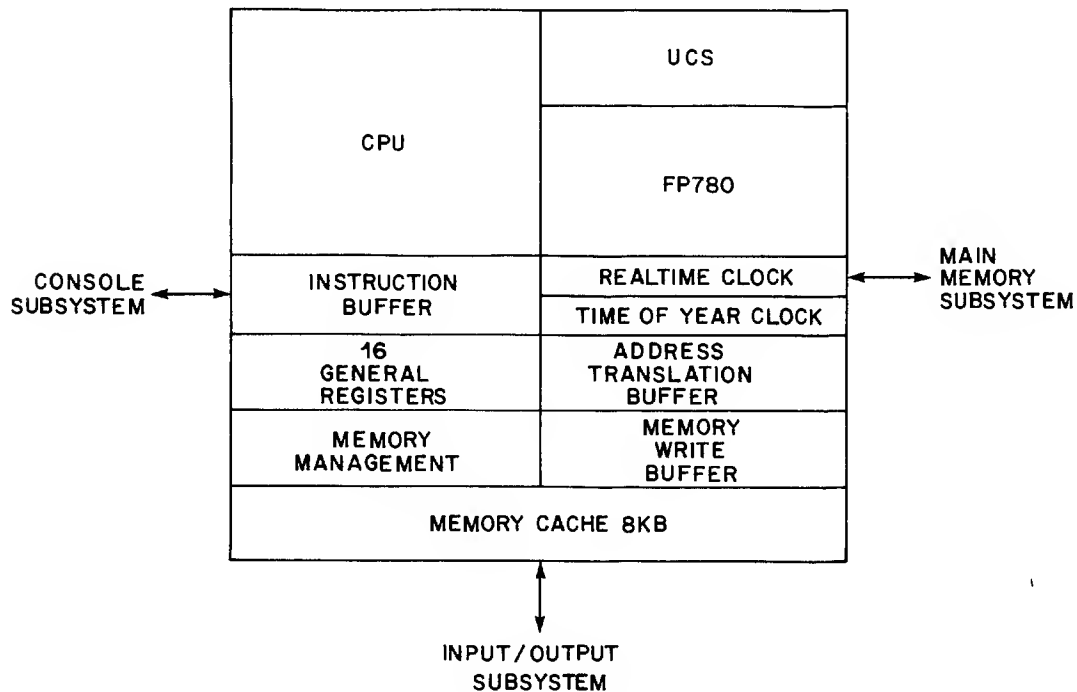 UCS
CPU
FP780
CONSOLE
SUBSYSTEM
INSTRUCTION
BUFFER
REALTIME CLOCK
TIME OF YEAR CLOCK
MAIN
MEMORY
SUBSYSTEM
16
GENERAL
REGISTERS
ADDRESS
TRANSLATION
BUFFER
MEMORY
MANAGEMENT
MEMORY
WRITE
BUFFER
MEMORY CACHE 8KB
INPUT/OUTPUT
SUBSYSTEM